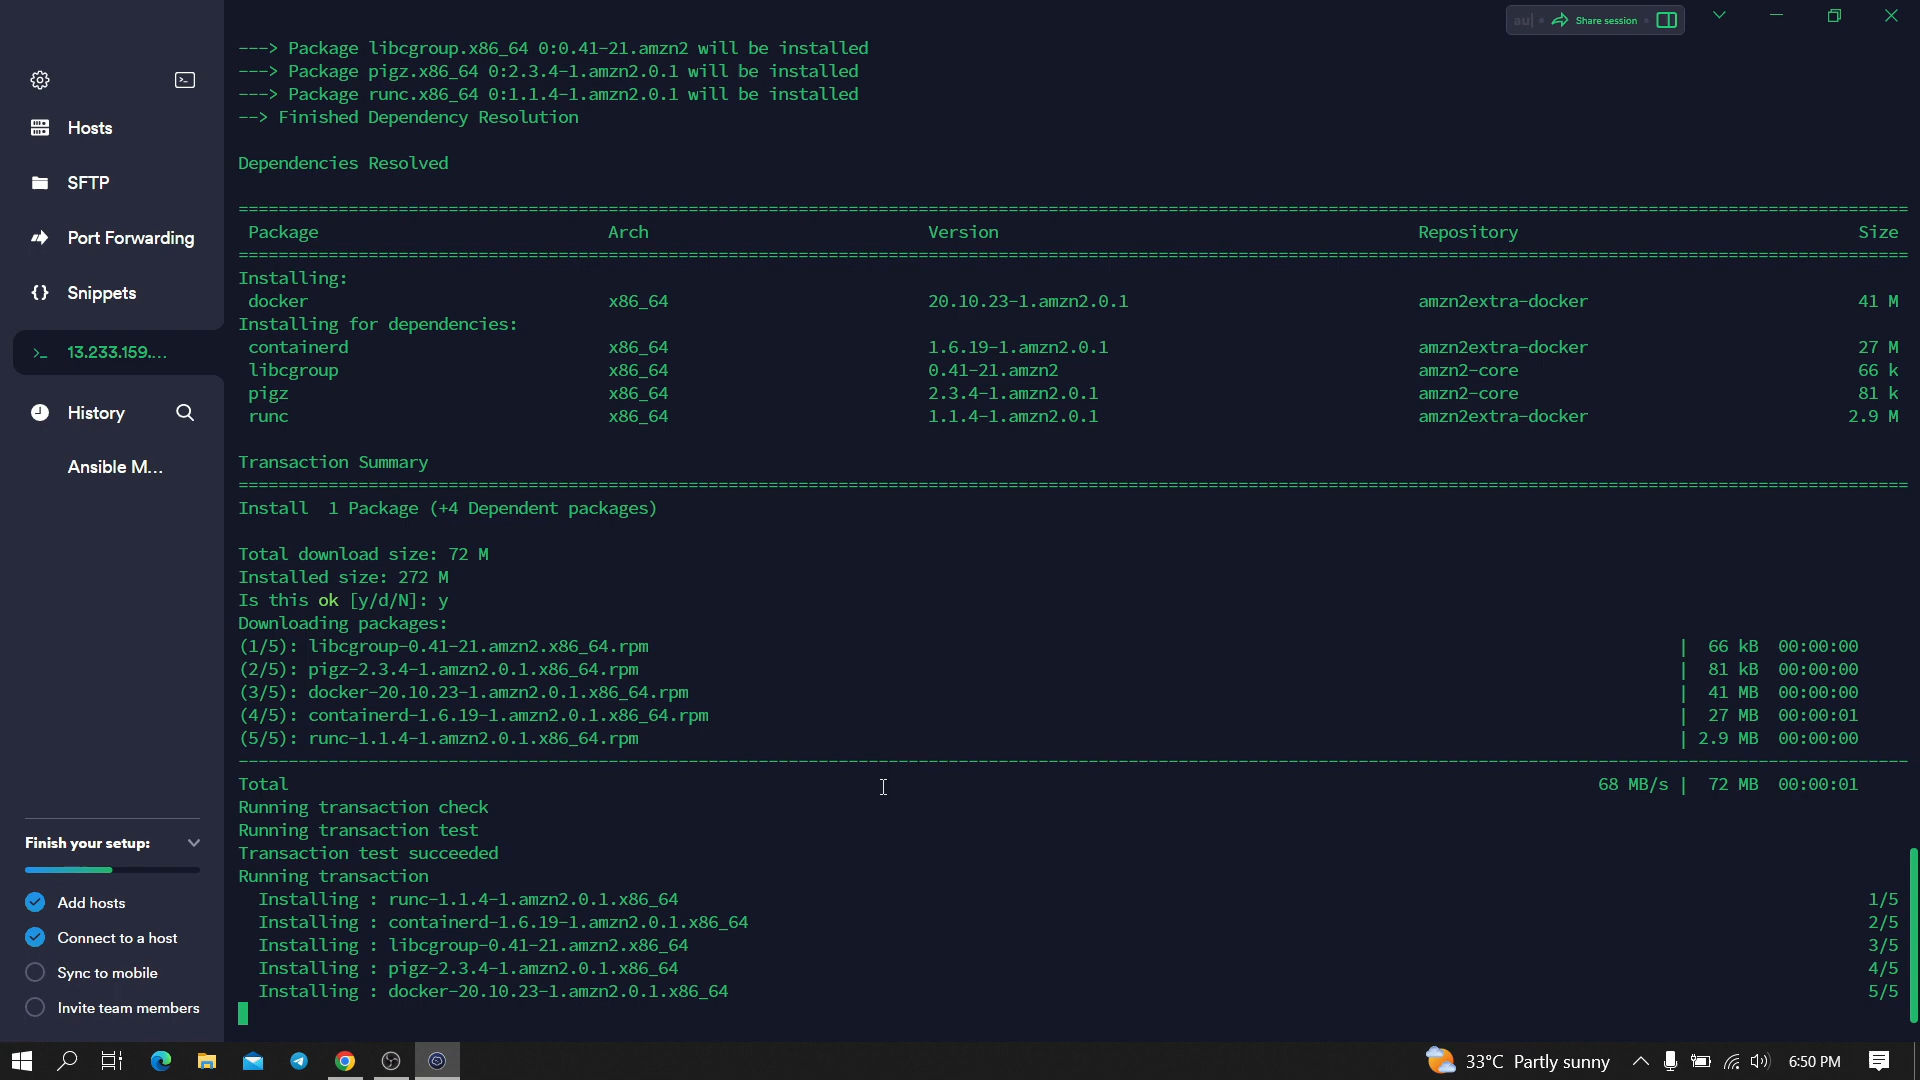 au| • Share session •
---> Package libcgroup.x86_64 0:0.41-21.amzn2 will be installed
---> Package pigz.x86_64 0:2.3.4-1.amzn2.0.1 will be installed
---> Package runc.x86_64 0:1.1.4-1.amzn2.0.1 will be installed
--> Finished Dependency Resolution
Dependencies Resolved
Package Arch Version Repository Size
Installing:
docker x86_64 20.10.23-1.amzn2.0.1 amzn2extra-docker 41 M
Installing for dependencies:
containerd x86_64 1.6.19-1.amzn2.0.1 amzn2extra-docker 27 M
libcgroup x86_64 0.41-21.amzn2 amzn2-core 66 k
pigz x86_64 2.3.4-1.amzn2.0.1 amzn2-core 81 k
runc x86_64 1.1.4-1.amzn2.0.1 amzn2extra-docker 2.9 M
Transaction Summary
Install 1 Package (+4 Dependent packages)
Total download size: 72 M
Installed size: 272 M
Is this ok [y/d/N]: y
Downloading packages:
(1/5): libcgroup-0.41-21.amzn2.x86_64.rpm | 66 kB 00:00:00
(2/5): pigz-2.3.4-1.amzn2.0.1.x86_64.rpm | 81 kB 00:00:00
(3/5): docker-20.10.23-1.amzn2.0.1.x86_64.rpm | 41 MB 00:00:00
(4/5): containerd-1.6.19-1.amzn2.0.1.x86_64.rpm | 27 MB 00:00:01
(5/5): runc-1.1.4-1.amzn2.0.1.x86_64.rpm | 2.9 MB 00:00:00
Total 68 MB/s | 72 MB 00:00:01
Running transaction check
Running transaction test
Transaction test succeeded
Running transaction
Installing : runc-1.1.4-1.amzn2.0.1.x86_64 1/5
Installing : containerd-1.6.19-1.amzn2.0.1.x86_64 2/5
Installing : libcgroup-0.41-21.amzn2.x86_64 3/5
Installing : pigz-2.3.4-1.amzn2.0.1.x86_64 4/5
Installing : docker-20.10.23-1.amzn2.0.1.x86_64 5/5
Hosts
SFTP
Port Forwarding
{} Snippets
>_ 13.233.159....
History
Ansible M...
Finish your setup:
Add hosts
Connect to a host
Sync to mobile
Invite team members
33°C Partly sunny
6:50 PM